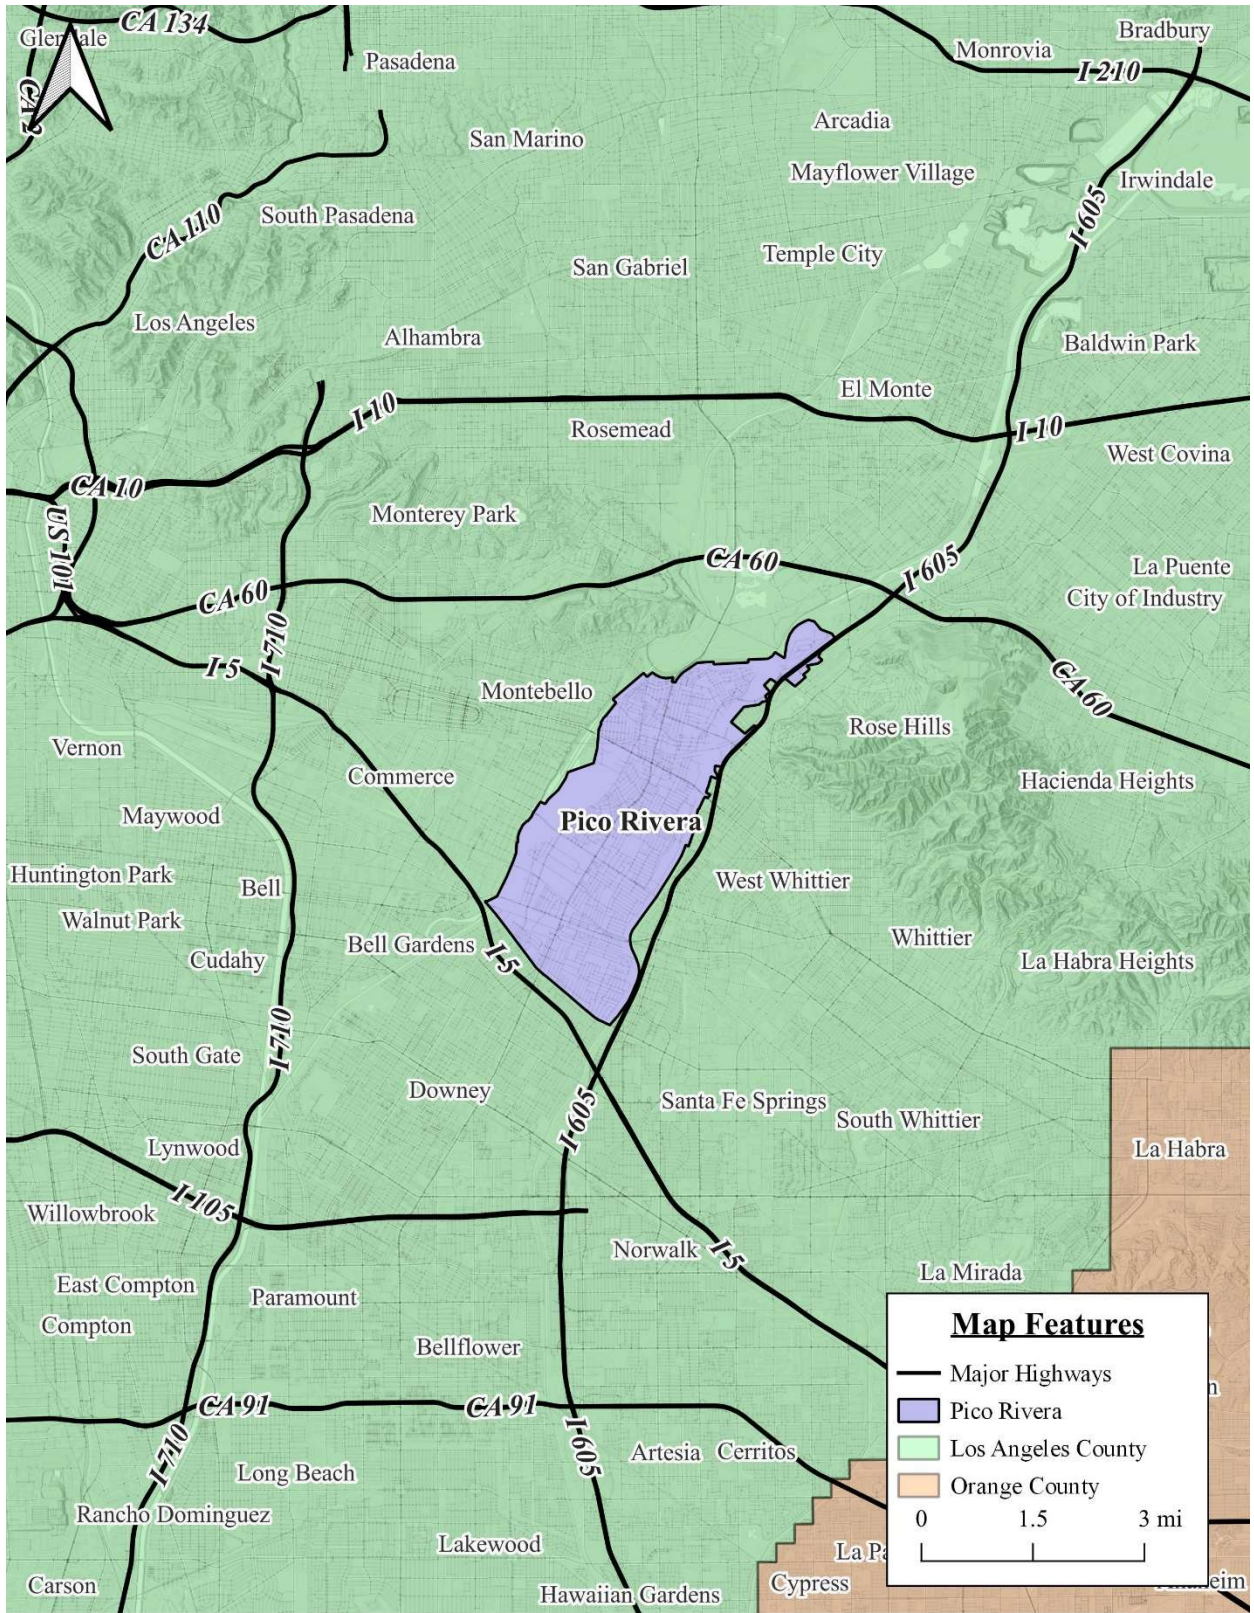 CA 134
Glendale
Bradbury
Monrovia
Pasadena
I 210
CA 2
Arcadia
San Marino
Mayflower Village
Irwindale
South Pasadena
CA 110
I 605
Temple City
San Gabriel
Los Angeles
Alhambra
Baldwin Park
El Monte
I 10
Rosemead
I 10
West Covina
CA 10
Monterey Park
US 101
CA 60
I 605
La Puente
CA 60
City of Industry
I 710
I 5
Montebello
CA 60
Rose Hills
Vernon
Commerce
Hacienda Heights
Maywood
Pico Rivera
Huntington Park
Bell
West Whittier
Walnut Park
Bell Gardens
Whittier
Cudahy
I 5
La Habra Heights
I 710
South Gate
Downey
Santa Fe Springs
South Whittier
I 605
Lynwood
La Habra
I 105
Willowbrook
Norwalk
I 5
La Mirada
East Compton
Paramount
Compton
Bellflower
Map Features
Major Highways
Pico Rivera
Los Angeles County
Orange County
0 1.5 3 mi
CA 91
CA 91
I 605
I 710
Artesia
Cerritos
Long Beach
Rancho Dominguez
Lakewood
Carson
Hawaiian Gardens
Cypress
La Pa